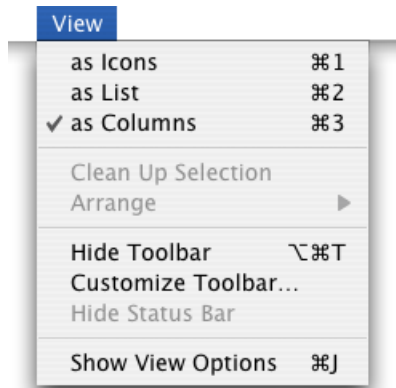 View
as Icons ⌘1
as List ⌘2
✓ as Columns ⌘3
Clean Up Selection
Arrange ▶
Hide Toolbar ⌥⌘T
Customize Toolbar...
Hide Status Bar
Show View Options ⌘J